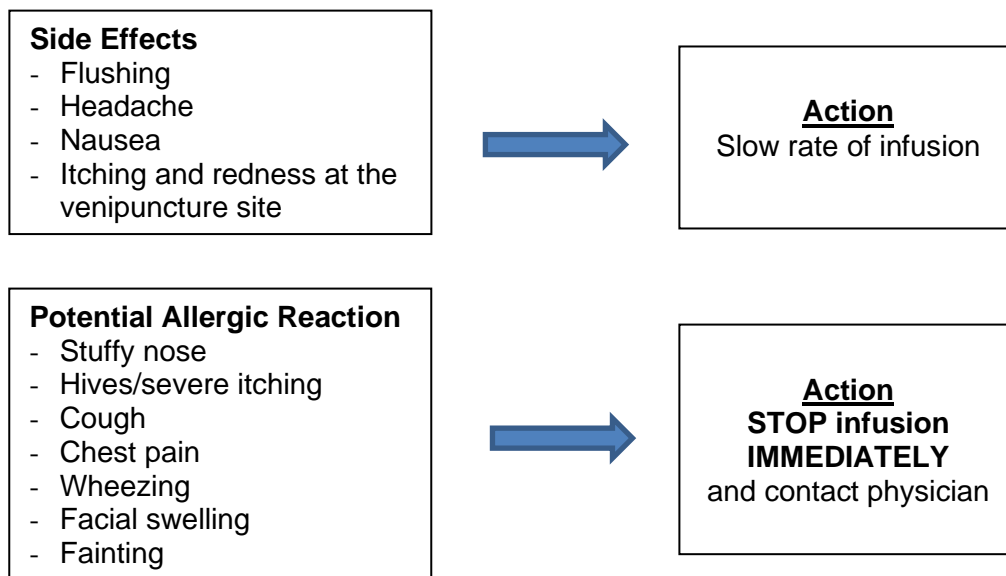 Side Effects
- Flushing
- Headache
- Nausea
- Itching and redness at the
venipuncture site
Action
Slow rate of infusion
Potential Allergic Reaction
- Stuffy nose
- Hives/severe itching
- Cough
- Chest pain
- Wheezing
- Facial swelling
- Fainting
Action
STOP infusion
IMMEDIATELY
and contact physician